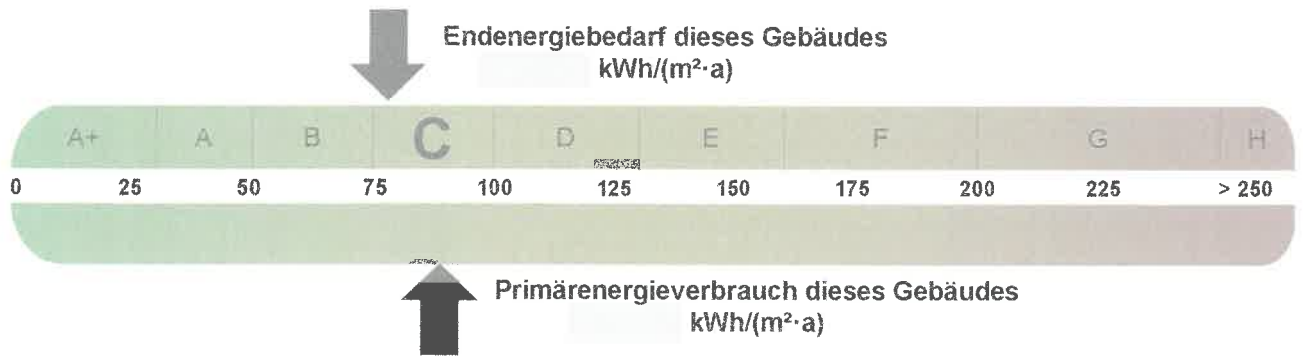 Endenergiebedarf dieses Gebäudes
kWh/(m²·a)
A+ A B C D E F G H
0 25 50 75 100 125 150 175 200 225 > 250
Primärenergieverbrauch dieses Gebäudes
kWh/(m²·a)